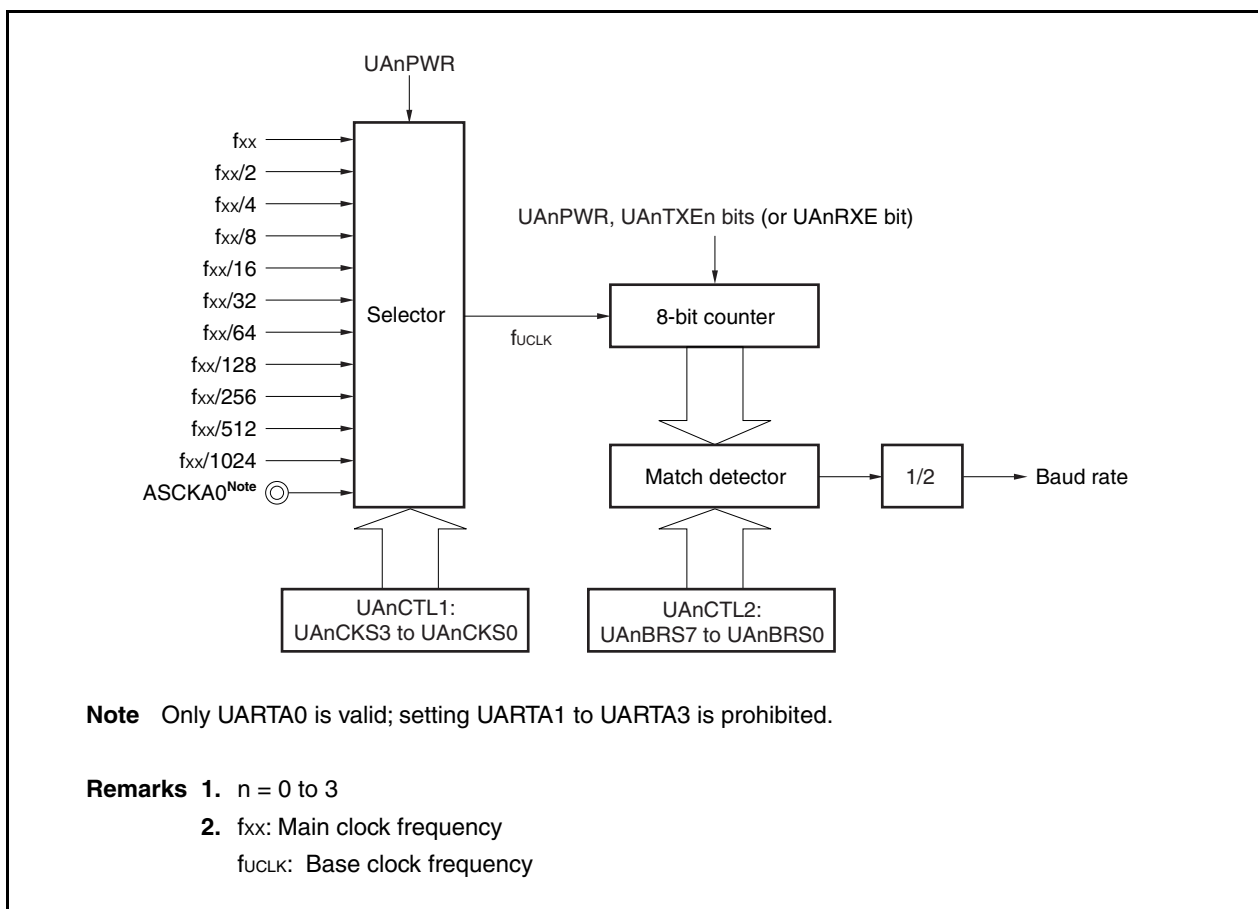 UAnPWR
fXX
fXX/2
fXX/4
fXX/8
fXX/16
fXX/32
fXX/64
fXX/128
fXX/256
fXX/512
fXX/1024
ASCKA0Note
Selector
fUCLK
UAnPWR, UAnTXEn bits (or UAnRXE bit)
8-bit counter
Match detector
1/2
Baud rate
UAnCTL1:
UAnCKS3 to UAnCKS0
UAnCTL2:
UAnBRS7 to UAnBRS0
Note Only UARTA0 is valid; setting UARTA1 to UARTA3 is prohibited.
Remarks 1. n = 0 to 3
2. fXX: Main clock frequency
fUCLK: Base clock frequency